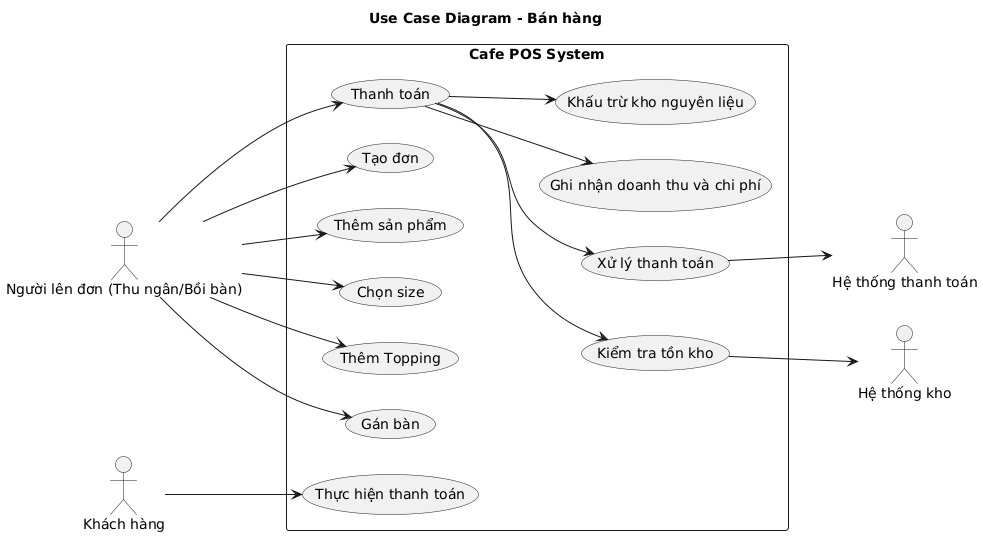 Use Case Diagram - Bán hàng
Cafe POS System
Thanh toán
Khấu trừ kho nguyên liệu
Tạo đơn
Ghi nhận doanh thu và chi phí
Thêm sản phẩm
Xử lý thanh toán
Hệ thống thanh toán
Người lên đơn (Thu ngân/Bồi bàn)
Chọn size
Thêm Topping
Kiểm tra tồn kho
Hệ thống kho
Gán bàn
Thực hiện thanh toán
Khách hàng